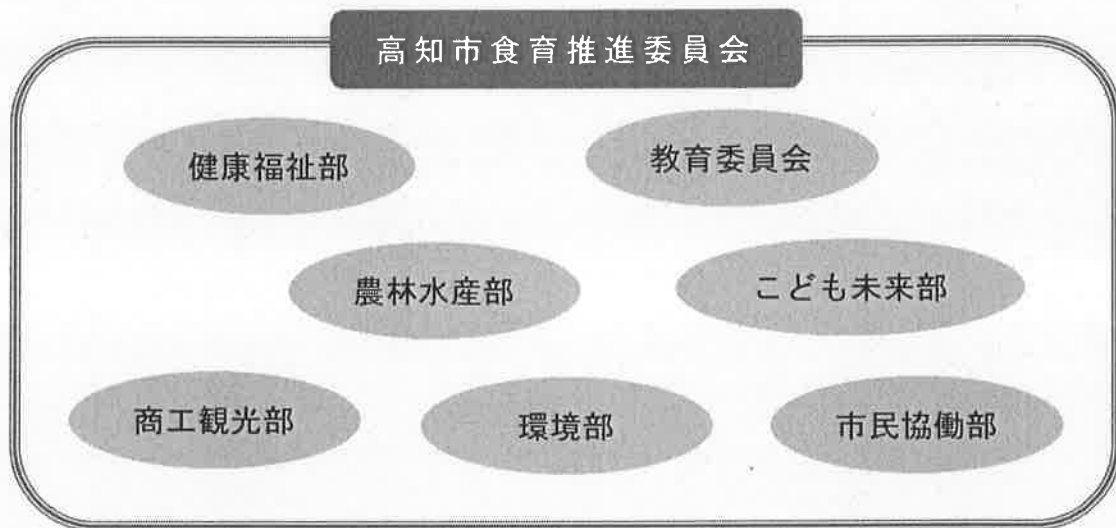 高知市食育推進委員会
健康福祉部
教育委員会
農林水産部
こども未来部
商工観光部
環境部
市民協働部